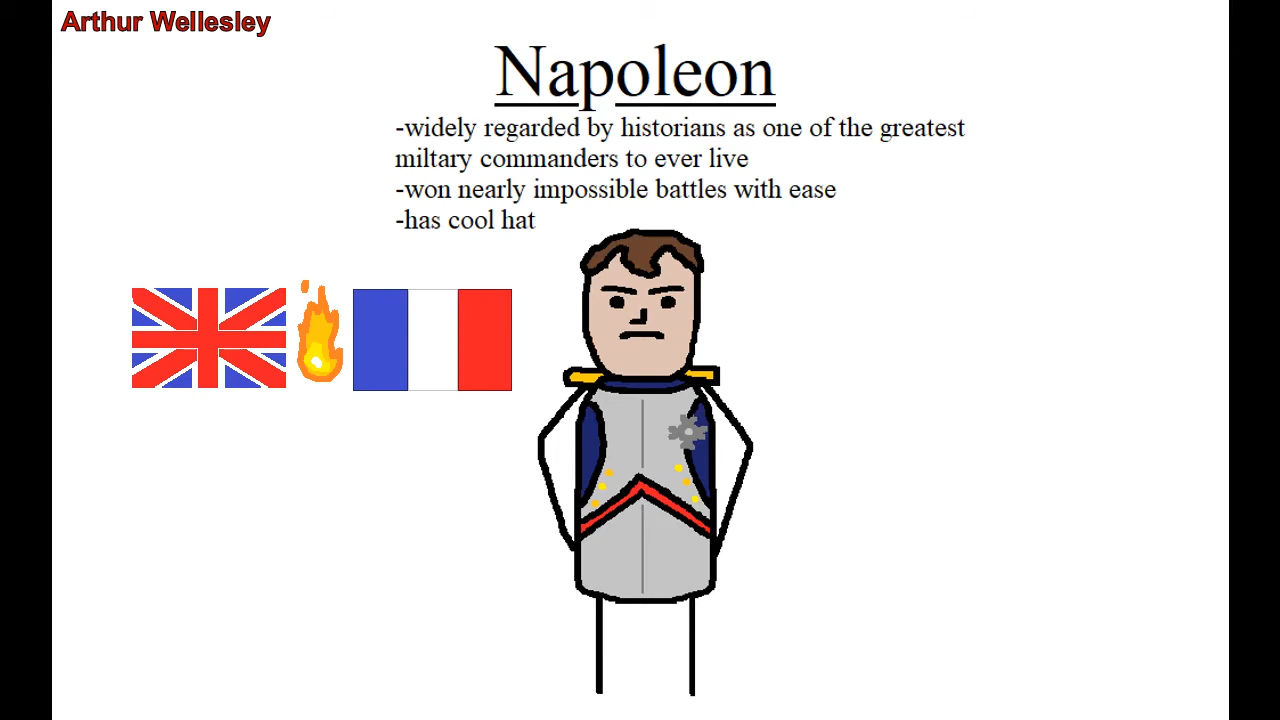 Arthur Wellesley
Napoleon
-widely regarded by historians as one of the greatest
miltary commanders to ever live
-won nearly impossible battles with ease
-has cool hat